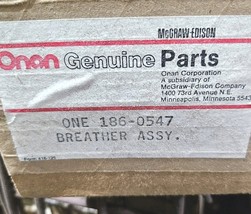 McGRAW-EDISON
Onan Genuine Parts
Onan Corporation
A subsidiary of
McGraw-Edison Company
1400 73rd Avenue N.E.
Minneapolis, Minnesota 5543
ONE 186-0547
BREATHER ASSY.